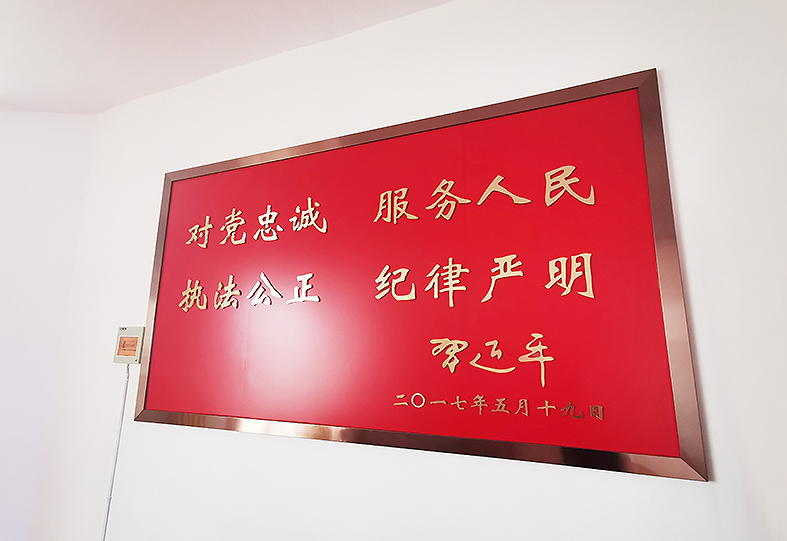 对党忠诚 服务人民
执法公正 纪律严明
习近平
二〇一七年五月十九日